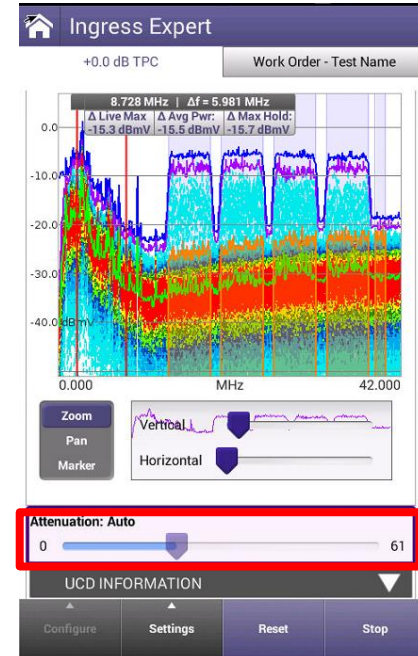 Ingress Expert
+0.0 dB TPC
Work Order - Test Name
8.728 MHz | Δf = 5.981 MHz
Δ Live Max Δ Avg Pwr: Δ Max Hold:
-15.3 dBmV -15.5 dBmV -15.7 dBmV
0.0
-10.0
-20.0
-30.0
-40.0 dBmV
0.000 MHz 42.000
Zoom
Pan
Marker
Vertical
Horizontal
Attenuation: Auto
0 61
UCD INFORMATION
Configure Settings Reset Stop